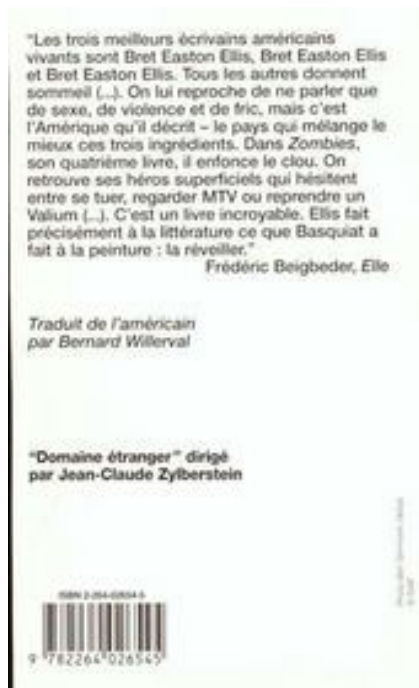 "Les trois meilleurs écrivains américains
vivants sont Bret Easton Ellis, Bret Easton Ellis
et Bret Easton Ellis. Tous les autres donnent
sommeil (...). On lui reproche de ne parler que
de sexe, de violence et de fric, mais c'est
l'Amérique qu'il décrit – le pays qui mélange le
mieux ces trois ingrédients. Dans Zombies,
son quatrième livre, il enfonce le clou. On
retrouve ses héros superficiels qui hésitent
entre se tuer, regarder MTV ou reprendre un
Valium (...). C'est un livre incroyable. Ellis fait
précisément à la littérature ce que Basquiat a
fait à la peinture : la réveiller."
Frédéric Beigbeder, Elle
Traduit de l'américain
par Bernard Willerval
"Domaine étranger" dirigé
par Jean-Claude Zylberstein
ISBN 2-264-02654-5
9 782264 026545